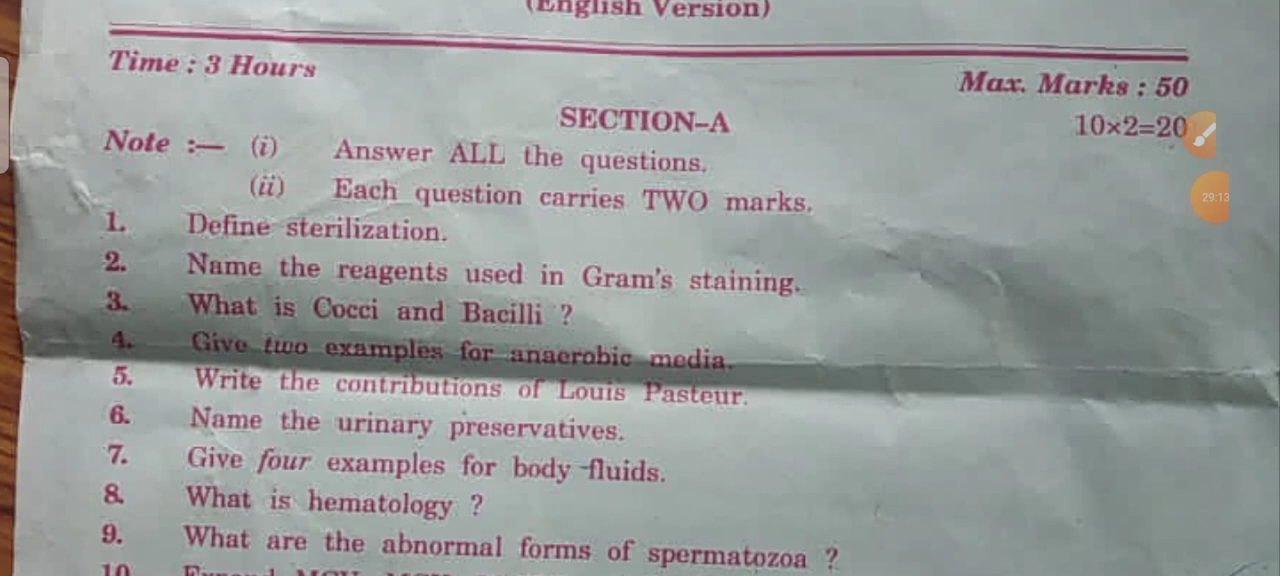 (English Version)
Time : 3 Hours
Max. Marks : 50
SECTION–A
10×2=20
Note :— (i) Answer ALL the questions.
(ii) Each question carries TWO marks.
1. Define sterilization.
2. Name the reagents used in Gram's staining.
3. What is Cocci and Bacilli ?
4. Give two examples for anaerobic media.
5. Write the contributions of Louis Pasteur.
6. Name the urinary preservatives.
7. Give four examples for body fluids.
8. What is hematology ?
9. What are the abnormal forms of spermatozoa ?
10. Expand
29:13